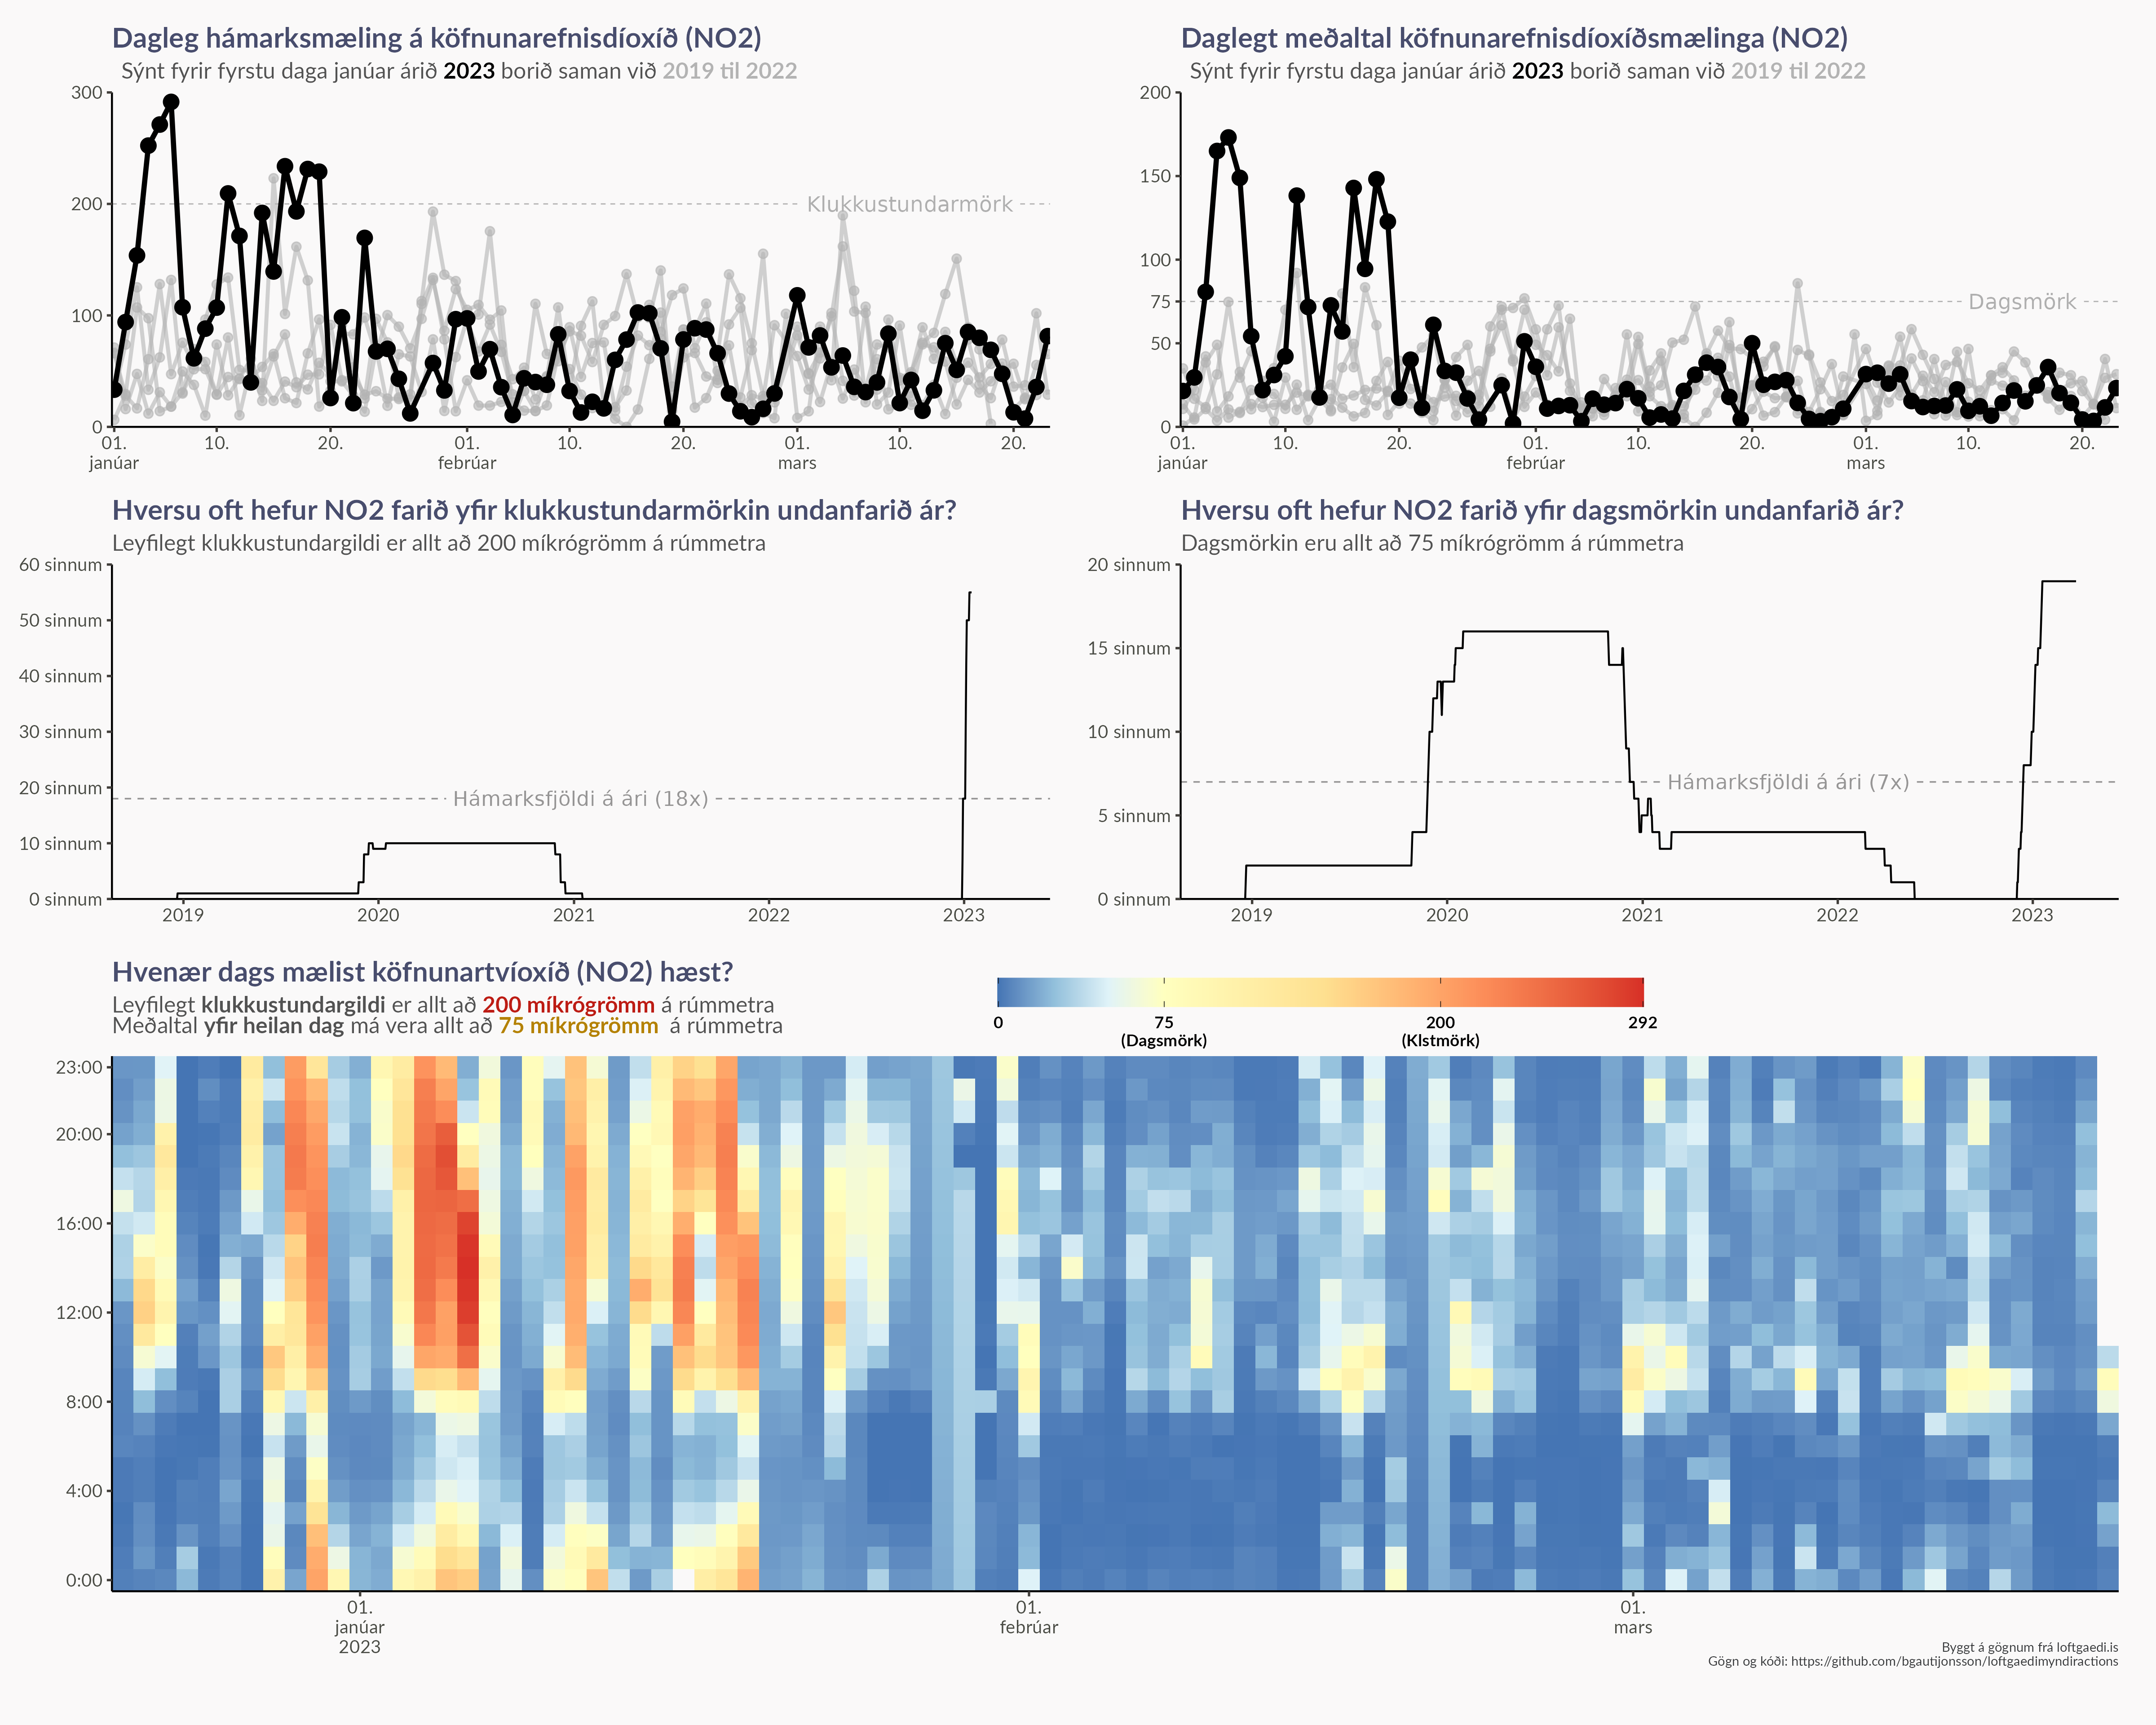 Dagleg hámarksmæling á köfnunarefnisdíoxíð (NO2)
Sýnt fyrir fyrstu daga janúar árið 2023 borið saman við 2019 til 2022
300
200
100
0
Klukkustundarmörk
01.
janúar
10.
20.
01.
febrúar
10.
20.
01.
mars
10.
20.
Daglegt meðaltal köfnunarefnisdíoxíðsmælinga (NO2)
Sýnt fyrir fyrstu daga janúar árið 2023 borið saman við 2019 til 2022
200
150
100
75
50
0
Dagsmörk
01.
janúar
10.
20.
01.
febrúar
10.
20.
01.
mars
10.
20.
Hversu oft hefur NO2 farið yfir klukkustundarmörkin undanfarið ár?
Leyfilegt klukkustundargildi er allt að 200 míkrógrömm á rúmmetra
60 sinnum
50 sinnum
40 sinnum
30 sinnum
20 sinnum
10 sinnum
0 sinnum
Hámarksfjöldi á ári (18x)
2019
2020
2021
2022
2023
Hversu oft hefur NO2 farið yfir dagsmörkin undanfarið ár?
Dagsmörkin eru allt að 75 míkrógrömm á rúmmetra
20 sinnum
15 sinnum
10 sinnum
5 sinnum
0 sinnum
Hámarksfjöldi á ári (7x)
2019
2020
2021
2022
2023
Hvenær dags mælist köfnunartvíoxíð (NO2) hæst?
Leyfilegt klukkustundargildi er allt að 200 míkrógrömm á rúmmetra
Meðaltal yfir heilan dag má vera allt að 75 míkrógrömm á rúmmetra
0
75
(Dagsmörk)
200
(Klstmörk)
292
23:00
20:00
16:00
12:00
8:00
4:00
0:00
01.
janúar
2023
01.
febrúar
01.
mars
Byggt á gögnum frá loftgaedi.is
Gögn og kóði: https://github.com/bgautijonsson/loftgaedimyndiractions